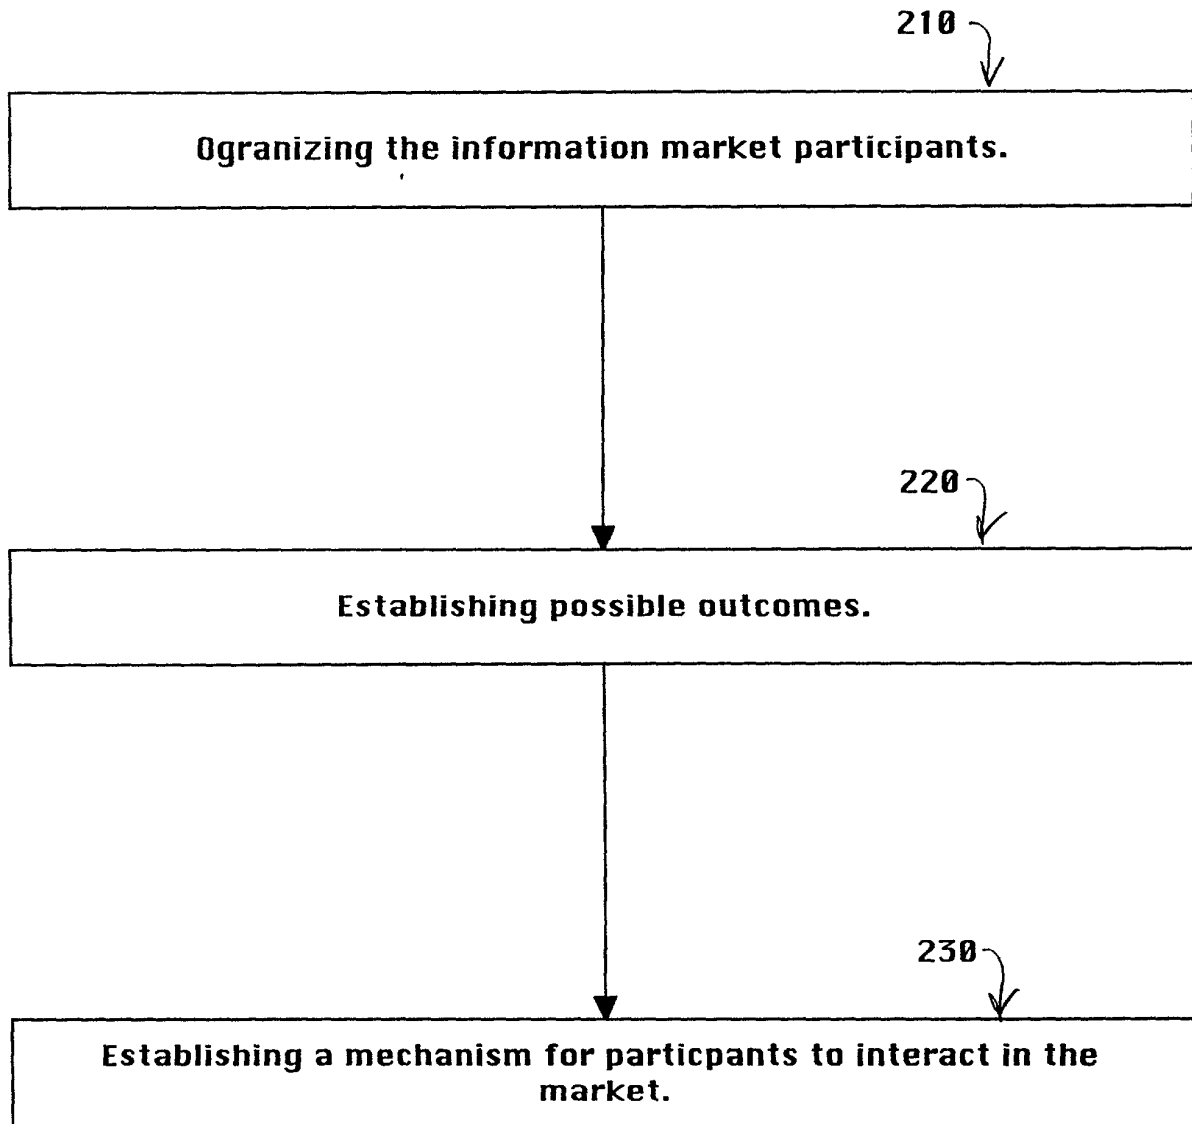 210
Ogranizing the information market participants.
220
Establishing possible outcomes.
230
Establishing a mechanism for particpants to interact in the
market.